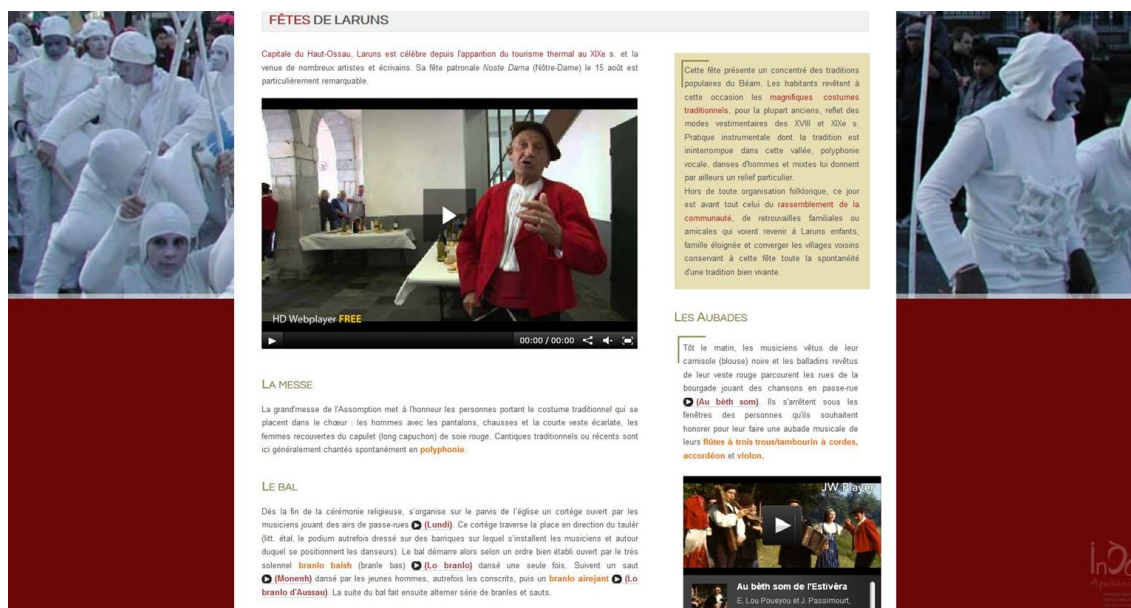 FÊTES DE LARUNS
Capitale du Haut-Ossau, Laruns est célèbre depuis l'apparition du tourisme thermal au XIXe s. et la
venue de nombreux artistes et écrivains. Sa fête patronale Noste Dama (Nôtre-Dame) le 15 août est
particulièrement remarquable.
HD Webplayer FREE
00:00 / 00:00
LA MESSE
La grand'messe de l'Assomption met à l'honneur les personnes portant le costume traditionnel qui se
placent dans le chœur : les hommes avec les pantalons, chausses et la courte veste écarlate, les
femmes recouvertes du capulet (long capuchon) de soie rouge. Cantiques traditionnels ou récents sont
ici généralement chantés spontanément en polyphonie.
LE BAL
Dès la fin de la cérémonie religieuse, s'organise sur le parvis de l'église un cortège ouvert par les
musiciens jouant des airs de passe-rues (Lundi). Ce cortège traverse la place en direction du taulèr
(litt. étal, le podium autrefois dressé sur des barriques sur lequel s'installent les musiciens et autour
duquel se positionnent les danseurs). Le bal démarre alors selon un ordre bien établi ouvert par le très
solennel branlo baish (branle bas) (Lo branlo) dansé une seule fois. Suivent un saut
(Monenh) dansé par les jeunes hommes, autrefois les conscrits, puis un branlo airejant (Lo
branlo d'Aussau). La suite du bal fait ensuite alterner série de branles et sauts.
Cette fête présente un concentré des traditions
populaires du Béarn. Les habitants revêtent à
cette occasion les magnifiques costumes
traditionnels, pour la plupart anciens, reflet des
modes vestimentaires des XVIII et XIXe s.
Pratique instrumentale dont la tradition est
ininterrompue dans cette vallée, polyphonie
vocale, danses d'hommes et mixtes lui donnent
par ailleurs un relief particulier.
Hors de toute organisation folklorique, ce jour
est avant tout celui du rassemblement de la
communauté, de retrouvailles familiales ou
amicales qui voient revenir à Laruns enfants,
famille éloignée et converger les villages voisins
conservant à cette fête toute la spontanéité
d'une tradition bien vivante.
LES AUBADES
Tôt le matin, les musiciens vêtus de leur
camisole (blouse) noire et les balladins revêtus
de leur veste rouge parcourent les rues de la
bourgade jouant des chansons en passe-rue
(Au bèth som). Ils s'arrêtent sous les
fenêtres des personnes qu'ils souhaitent
honorer pour leur faire une aubade musicale de
leurs flûtes à trois trous/tambourin à cordes,
accordéon et violon.
JW Player
Au bèth som de l'Estivèra
E. Lou Poueyou et J. Passimourt,